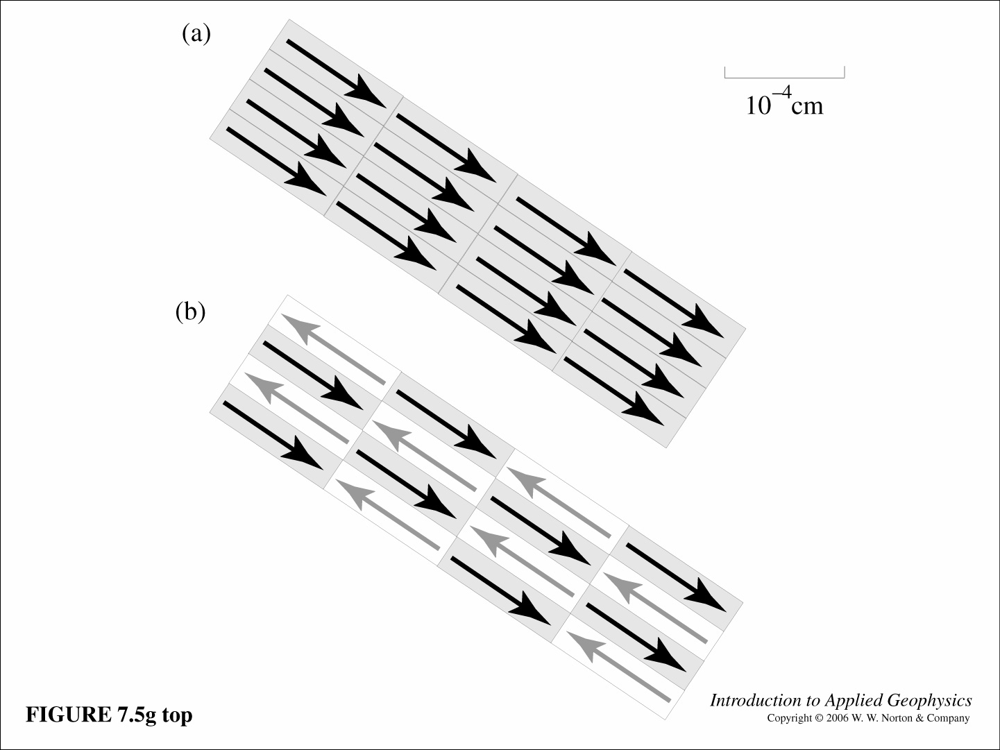 (a)
10⁻⁴cm
(b)
FIGURE 7.5g top
Introduction to Applied Geophysics
Copyright © 2006 W. W. Norton & Company